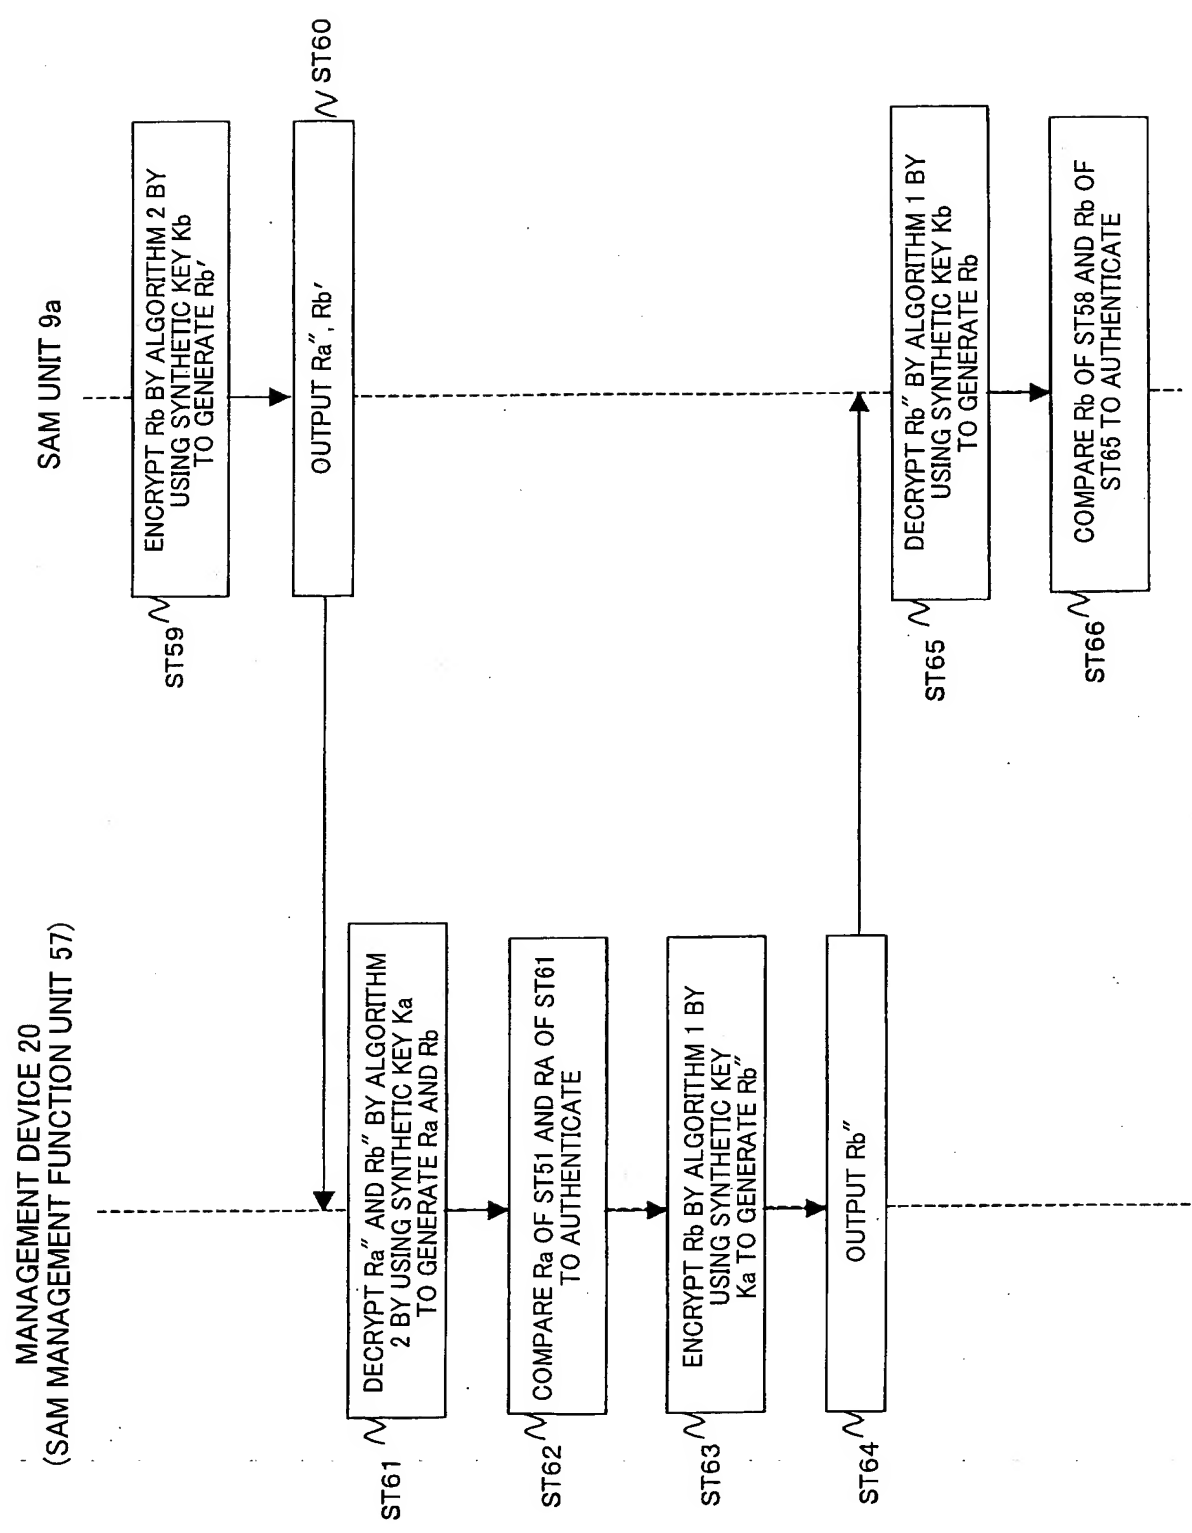 MANAGEMENT DEVICE 20
(SAM MANAGEMENT FUNCTION UNIT 57)
SAM UNIT 9a
ST59
ENCRYPT Rb BY ALGORITHM 2 BY
USING SYNTHETIC KEY Kb
TO GENERATE Rb′
OUTPUT Ra″, Rb′
ST60
ST61
DECRYPT Ra″ AND Rb″ BY ALGORITHM
2 BY USING SYNTHETIC KEY Ka
TO GENERATE Ra AND Rb
ST62
COMPARE Ra OF ST51 AND RA OF ST61
TO AUTHENTICATE
ST63
ENCRYPT Rb BY ALGORITHM 1 BY
USING SYNTHETIC KEY
Ka TO GENERATE Rb″
ST64
OUTPUT Rb″
ST65
DECRYPT Rb″ BY ALGORITHM 1 BY
USING SYNTHETIC KEY Kb
TO GENERATE Rb
ST66
COMPARE Rb OF ST58 AND Rb OF
ST65 TO AUTHENTICATE